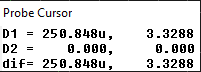 Probe Cursor
D1 = 250.848u,    3.3288
D2 =    0.000,     0.000
dif= 250.848u,    3.3288